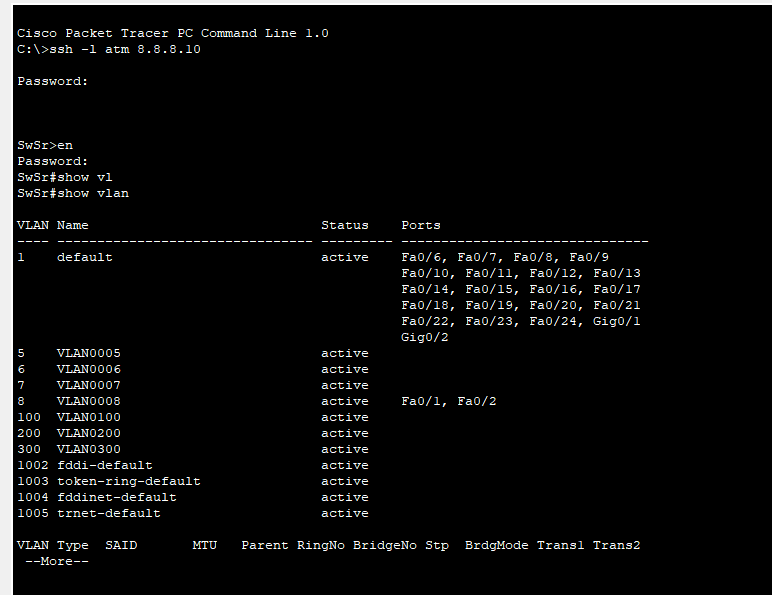 Cisco Packet Tracer PC Command Line 1.0
C:\>ssh -l atm 8.8.8.10
Password:
SwSr>en
Password:
SwSr#show vl
SwSr#show vlan
VLAN Name                             Status    Ports
---- -------------------------------- --------- -------------------------------
1    default                          active    Fa0/6, Fa0/7, Fa0/8, Fa0/9
                                                Fa0/10, Fa0/11, Fa0/12, Fa0/13
                                                Fa0/14, Fa0/15, Fa0/16, Fa0/17
                                                Fa0/18, Fa0/19, Fa0/20, Fa0/21
                                                Fa0/22, Fa0/23, Fa0/24, Gig0/1
                                                Gig0/2
5    VLAN0005                         active
6    VLAN0006                         active
7    VLAN0007                         active
8    VLAN0008                         active    Fa0/1, Fa0/2
100  VLAN0100                         active
200  VLAN0200                         active
300  VLAN0300                         active
1002 fddi-default                     active
1003 token-ring-default               active
1004 fddinet-default                  active
1005 trnet-default                    active
VLAN Type  SAID       MTU   Parent RingNo BridgeNo Stp  BrdgMode Trans1 Trans2
 --More--